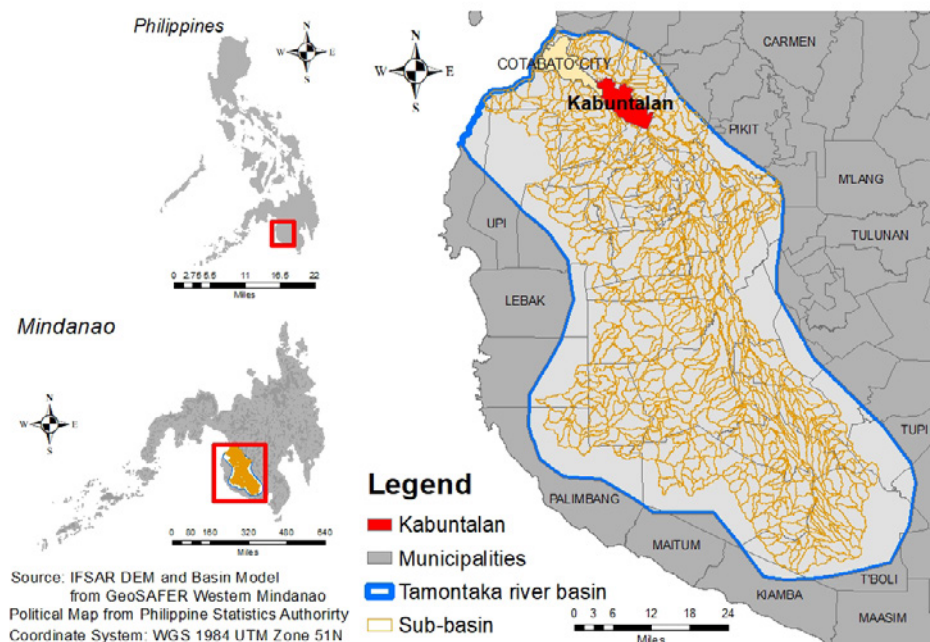 Philippines
N
W E
S
0 2.75 5.5 11 16.5 22
Miles
Mindanao
N
W E
S
0 80 160 320 480 640
Miles
Source: IFSAR DEM and Basin Model
from GeoSAFER Western Mindanao
Political Map from Philippine Statistics Authority
Coordinate System: WGS 1984 UTM Zone 51N
N
W E
S
CARMEN
COTABATO CITY
Kabuntalan
PIKIT
M'LANG
TULUNAN
UPI
LEBAK
TUPI
PALIMBANG
MAITUM
T'BOLI
KIAMBA
MAASIM
Legend
Kabuntalan
Municipalities
Tamontaka river basin
Sub-basin
0 3 6 12 18 24
Miles